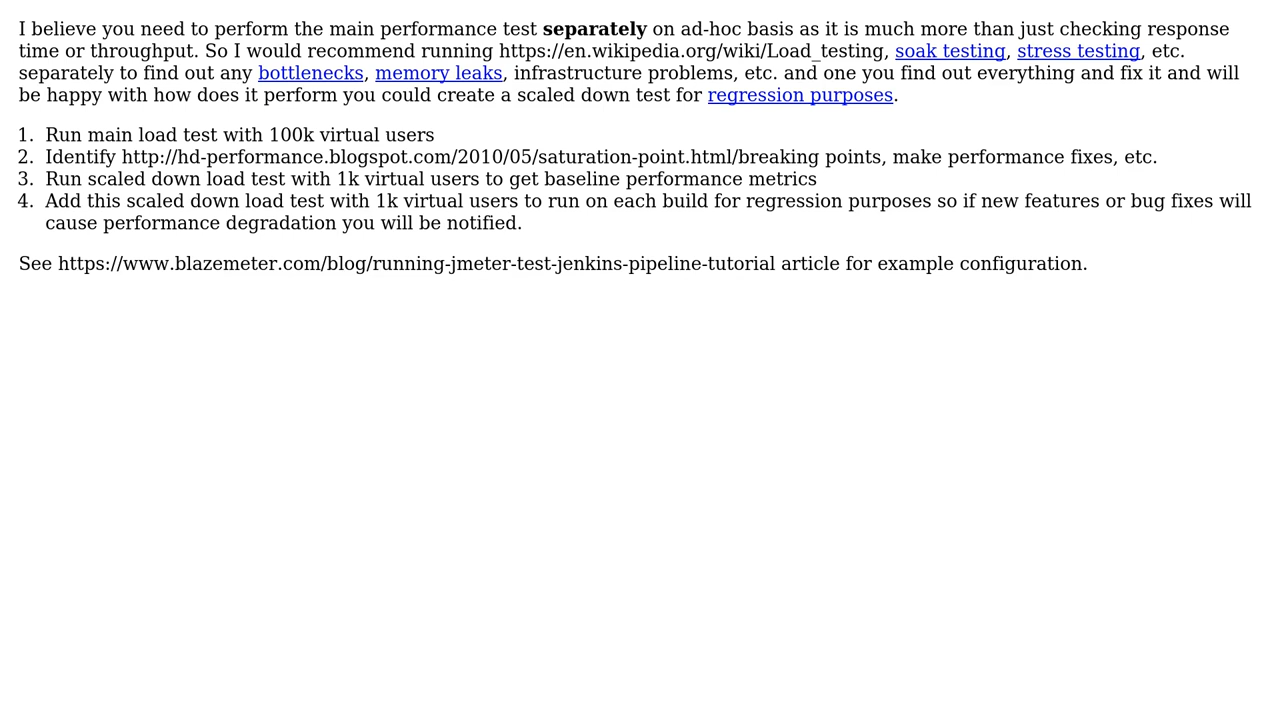 I believe you need to perform the main performance test separately on ad-hoc basis as it is much more than just checking response
time or throughput. So I would recommend running https://en.wikipedia.org/wiki/Load_testing, soak testing, stress testing, etc.
separately to find out any bottlenecks, memory leaks, infrastructure problems, etc. and one you find out everything and fix it and will
be happy with how does it perform you could create a scaled down test for regression purposes.
1. Run main load test with 100k virtual users
2. Identify http://hd-performance.blogspot.com/2010/05/saturation-point.html/breaking points, make performance fixes, etc.
3. Run scaled down load test with 1k virtual users to get baseline performance metrics
4. Add this scaled down load test with 1k virtual users to run on each build for regression purposes so if new features or bug fixes will
cause performance degradation you will be notified.
See https://www.blazemeter.com/blog/running-jmeter-test-jenkins-pipeline-tutorial article for example configuration.